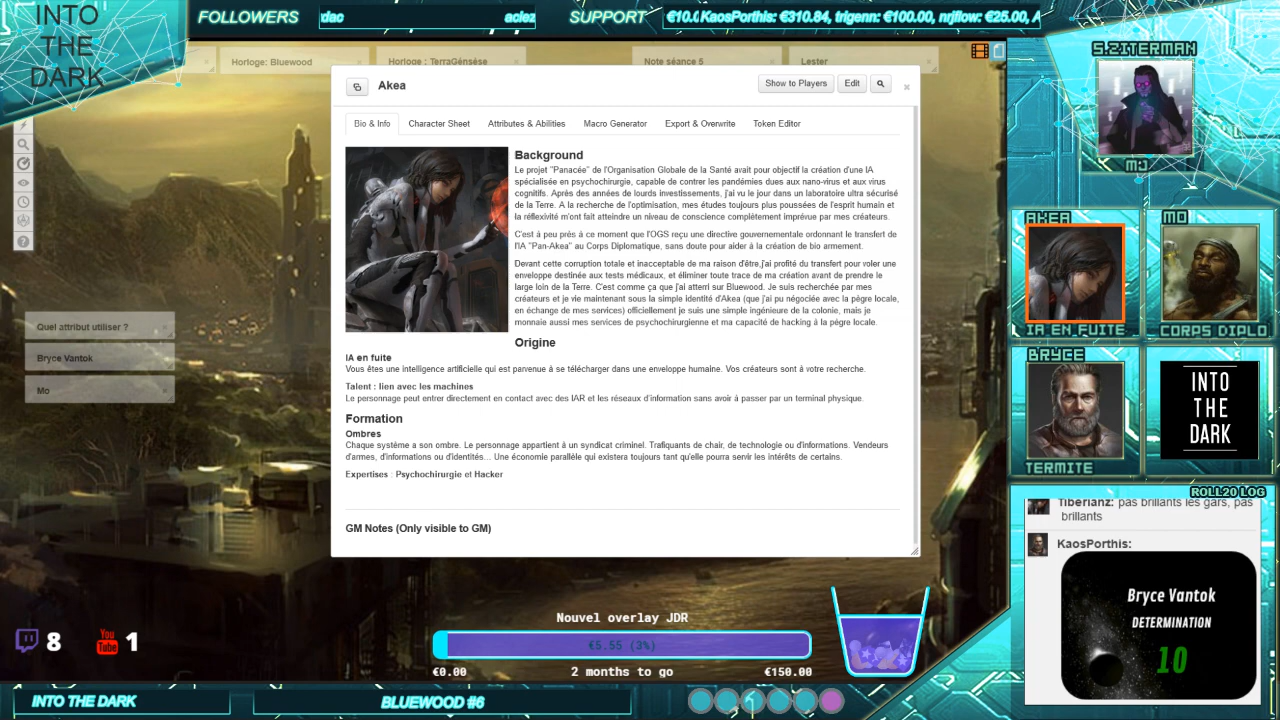 INTO
THE
DARK
FOLLOWERS
SUPPORT
KaosPorthis: €310.84, trigenn: €100.00, nrjflow: €25.00, A
Horloge: Bluewood
Horloge : TerraGénsèse
Note séance 5
Lester
Akea
Show to Players
Edit
Bio & Info
Character Sheet
Attributes & Abilities
Macro Generator
Export & Overwrite
Token Editor
Background
Le projet "Panacée" de l'Organisation Globale de la Santé avait pour objectif la création d'une IA
spécialisée en psychochirurgie, capable de contrer les pandémies dues aux nano-virus et aux virus
cognitifs. Après des années de lourds investissements, j'ai vu le jour dans un laboratoire ultra sécurisé
de la Terre. A la recherche de l'optimisation, mes études toujours plus poussées de l'esprit humain et
la réflexivité m'ont fait atteindre un niveau de conscience complètement imprévue par mes créateurs.
C'est à peu près à ce moment que l'OGS reçu une directive gouvernementale ordonnant le transfert de
l'IA "Pan-Akea" au Corps Diplomatique, sans doute pour aider à la création de bio armement.
Devant cette corruption totale et inacceptable de ma raison d'être,j'ai profité du transfert pour voler une
enveloppe destinée aux tests médicaux, et éliminer toute trace de ma création avant de prendre le
large loin de la Terre. C'est comme ça que j'ai atterri sur Bluewood. Je suis recherchée par mes
créateurs et je vie maintenant sous la simple identité d'Akea (que j'ai pu négociée avec la pègre locale,
en échange de mes services) officiellement je suis une simple ingénieure de la colonie, mais je
monnaie aussi mes services de psychochirurgienne et ma capacité de hacking à la pègre locale.
Origine
IA en fuite
Vous êtes une intelligence artificielle qui est parvenue à se télécharger dans une enveloppe humaine. Vos créateurs sont à votre recherche.
Talent : lien avec les machines
Le personnage peut entrer directement en contact avec des IAR et les réseaux d'information sans avoir à passer par un terminal physique.
Formation
Ombres
Chaque système a son ombre. Le personnage appartient à un syndicat criminel. Trafiquants de chair, de technologie ou d'informations. Vendeurs
d'armes, d'informations ou d'identités... Une économie parallèle qui existera toujours tant qu'elle pourra servir les intérêts de certains.
Expertises : Psychochirurgie et Hacker
GM Notes (Only visible to GM)
Quel attribut utiliser ?
Bryce Vantok
Mo
S.ZITERMAN
MJ
AKEA
IA EN FUITE
MO
CORPS DIPLO
BRYCE
TERMITE
INTO
THE
DARK
ROLL20 LOG
Tiberianz: pas brillants les gars, pas
brillants
KaosPorthis:
Bryce Vantok
DETERMINATION
10
Nouvel overlay JDR
€5.55 (3%)
€0.00
2 months to go
€150.00
8
You
Tube
1
INTO THE DARK
BLUEWOOD #6